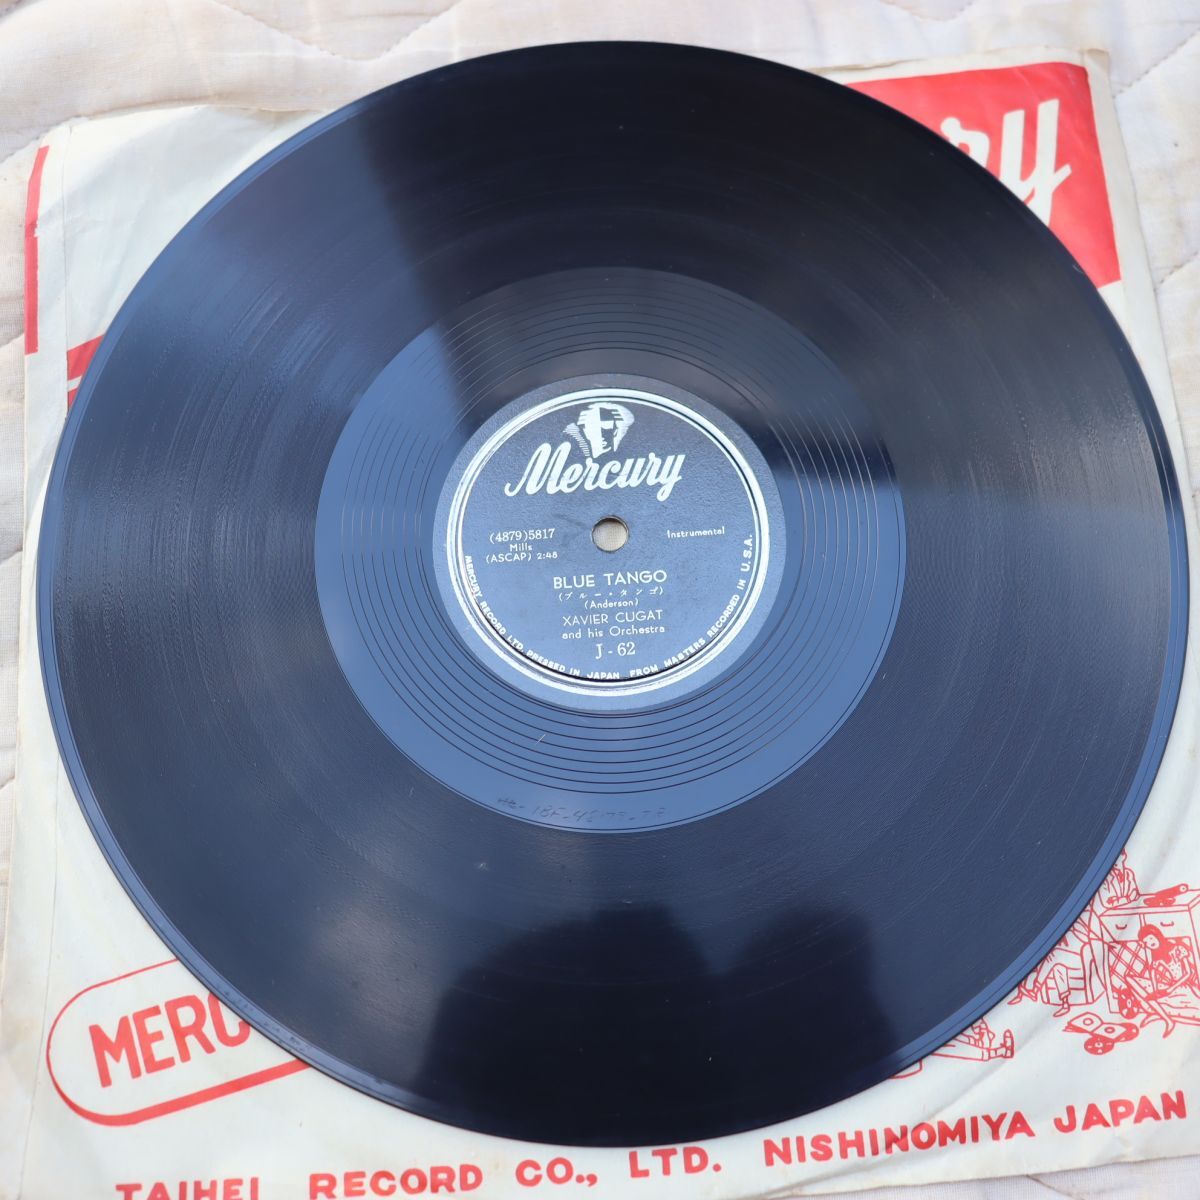 Mercury
(4879)5817
Mills
(ASCAP) 2:48
Instrumental
BLUE TANGO
(ブルー・タンゴ)
(Anderson)
XAVIER CUGAT
and his Orchestra
J-62
MERCURY RECORD LTD. PRESSED IN JAPAN FROM MASTERS RECORDED IN U.S.A.
ry
MERC
TAIHEI RECORD CO., LTD. NISHINOMIYA JAPAN